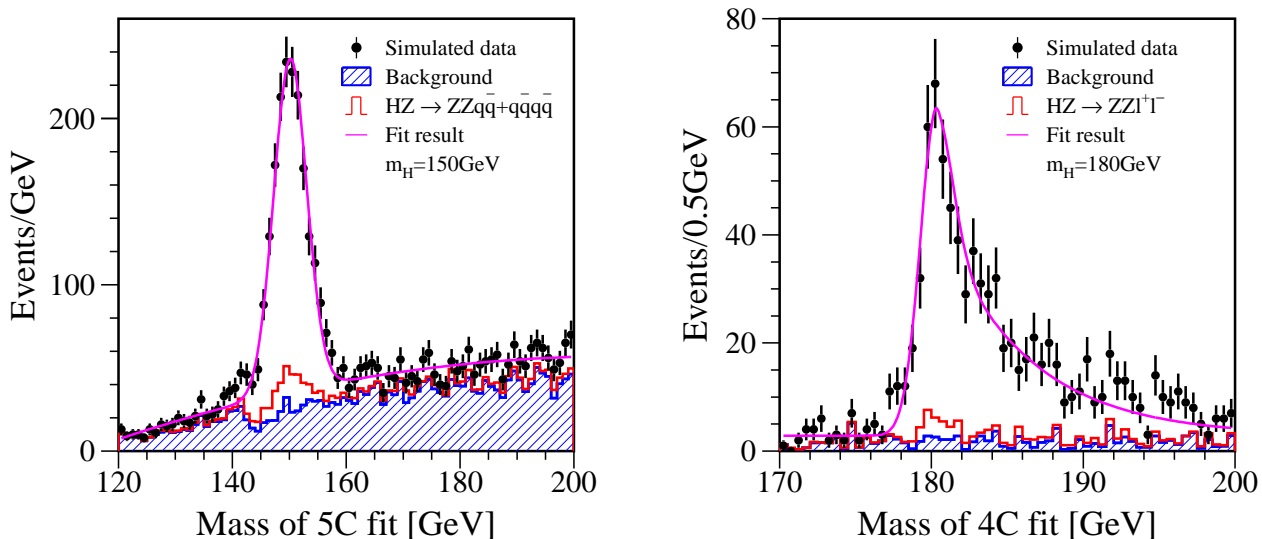 Events/GeV
200
100
0
Simulated data
Background
HZ → ZZqq̄+qq̄qq̄
Fit result
m_H=150GeV
120 140 160 180 200
Mass of 5C fit [GeV]
Events/0.5GeV
80
60
40
20
0
Simulated data
Background
HZ → ZZl⁺l⁻
Fit result
m_H=180GeV
170 180 190 200
Mass of 4C fit [GeV]